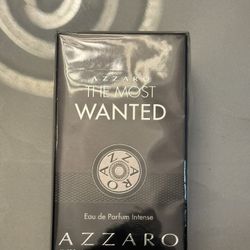 AZZARO
THE MOST
WANTED
AZZARO
Eau de Parfum Intense
AZZARO